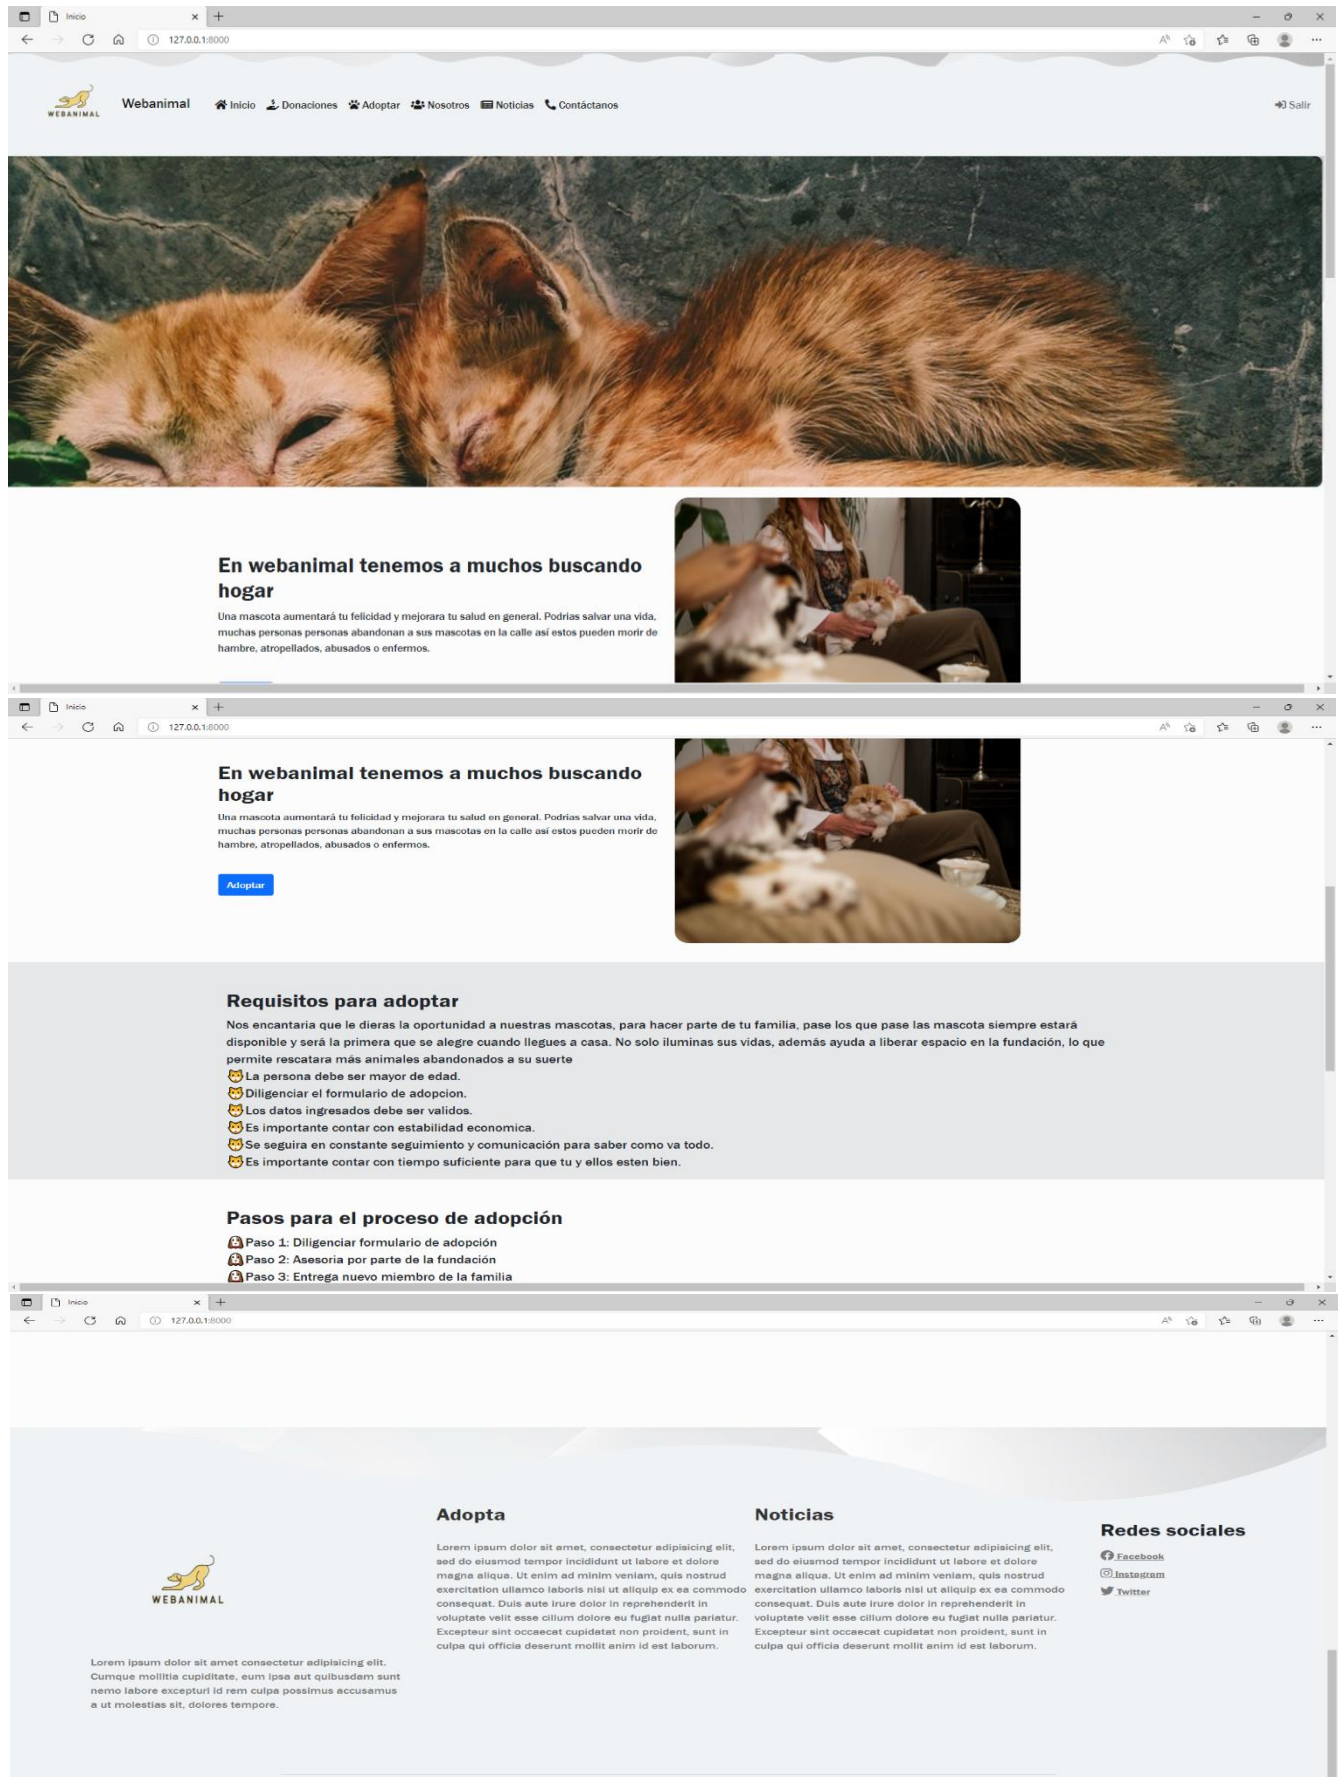 Inicio
127.0.0.1:8000
WEBANIMAL
Webanimal
Inicio
Donaciones
Adoptar
Nosotros
Noticias
Contáctanos
Salir
En webanimal tenemos a muchos buscando
hogar
Una mascota aumentará tu felicidad y mejorara tu salud en general. Podrias salvar una vida,
muchas personas personas abandonan a sus mascotas en la calle así estos pueden morir de
hambre, atropellados, abusados o enfermos.
Inicio
127.0.0.1:8000
En webanimal tenemos a muchos buscando
hogar
Una mascota aumentará tu felicidad y mejorara tu salud en general. Podrias salvar una vida,
muchas personas personas abandonan a sus mascotas en la calle así estos pueden morir de
hambre, atropellados, abusados o enfermos.
Adoptar
Requisitos para adoptar
Nos encantaria que le dieras la oportunidad a nuestras mascotas, para hacer parte de tu familia, pase los que pase las mascota siempre estará
disponible y será la primera que se alegre cuando llegues a casa. No solo iluminas sus vidas, además ayuda a liberar espacio en la fundación, lo que
permite rescatara más animales abandonados a su suerte
La persona debe ser mayor de edad.
Diligenciar el formulario de adopcion.
Los datos ingresados debe ser validos.
Es importante contar con estabilidad economica.
Se seguira en constante seguimiento y comunicación para saber como va todo.
Es importante contar con tiempo suficiente para que tu y ellos esten bien.
Pasos para el proceso de adopción
Paso 1: Diligenciar formulario de adopción
Paso 2: Asesoria por parte de la fundación
Paso 3: Entrega nuevo miembro de la familia
Inicio
127.0.0.1:8000
WEBANIMAL
Lorem ipsum dolor sit amet consectetur adipisicing elit.
Cumque mollitia cupiditate, eum ipsa aut quibusdam sunt
nemo labore excepturi id rem culpa possimus accusamus
a ut molestias sit, dolores tempore.
Adopta
Lorem ipsum dolor sit amet, consectetur adipisicing elit,
sed do eiusmod tempor incididunt ut labore et dolore
magna aliqua. Ut enim ad minim veniam, quis nostrud
exercitation ullamco laboris nisi ut aliquip ex ea commodo
consequat. Duis aute irure dolor in reprehenderit in
voluptate velit esse cillum dolore eu fugiat nulla pariatur.
Excepteur sint occaecat cupidatat non proident, sunt in
culpa qui officia deserunt mollit anim id est laborum.
Noticias
Lorem ipsum dolor sit amet, consectetur adipisicing elit,
sed do eiusmod tempor incididunt ut labore et dolore
magna aliqua. Ut enim ad minim veniam, quis nostrud
exercitation ullamco laboris nisi ut aliquip ex ea commodo
consequat. Duis aute irure dolor in reprehenderit in
voluptate velit esse cillum dolore eu fugiat nulla pariatur.
Excepteur sint occaecat cupidatat non proident, sunt in
culpa qui officia deserunt mollit anim id est laborum.
Redes sociales
Facebook
Instagram
Twitter